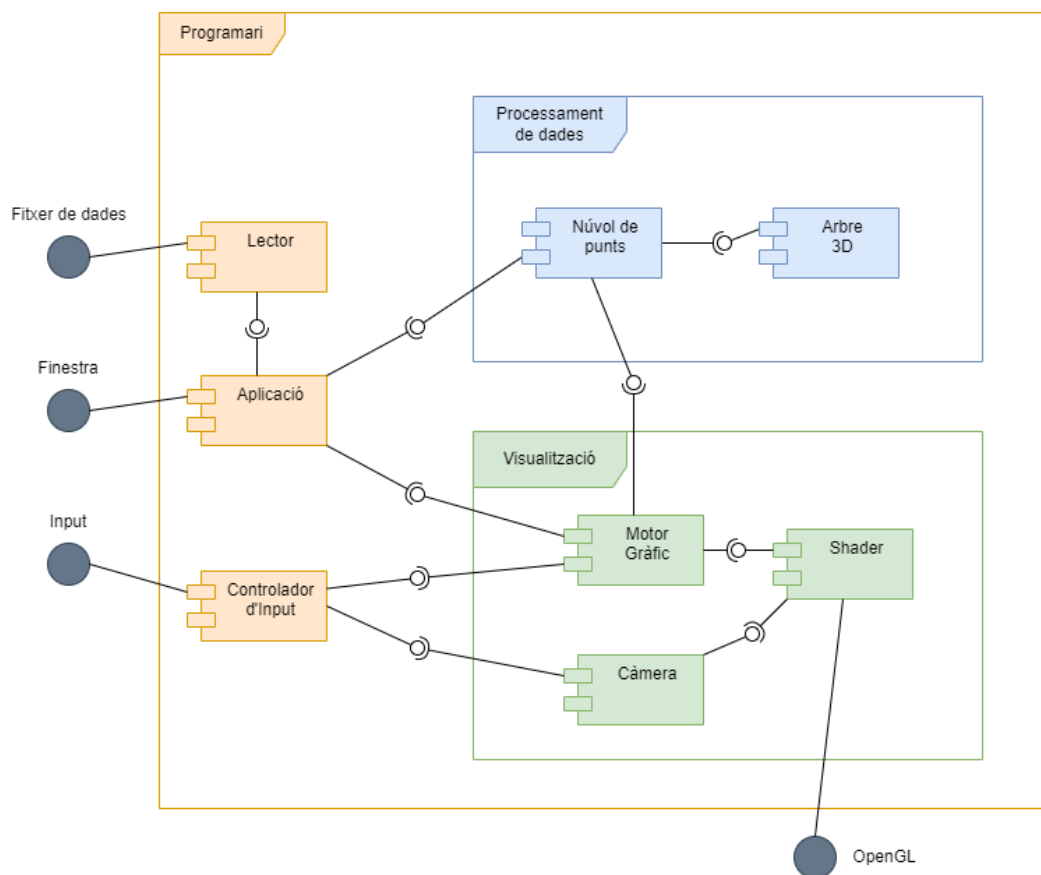 Programari
Processament
de dades
Fitxer de dades
Lector
Núvol de
punts
Arbre
3D
Finestra
Aplicació
Visualització
Input
Motor
Gràfic
Shader
Controlador
d'Input
Càmera
OpenGL